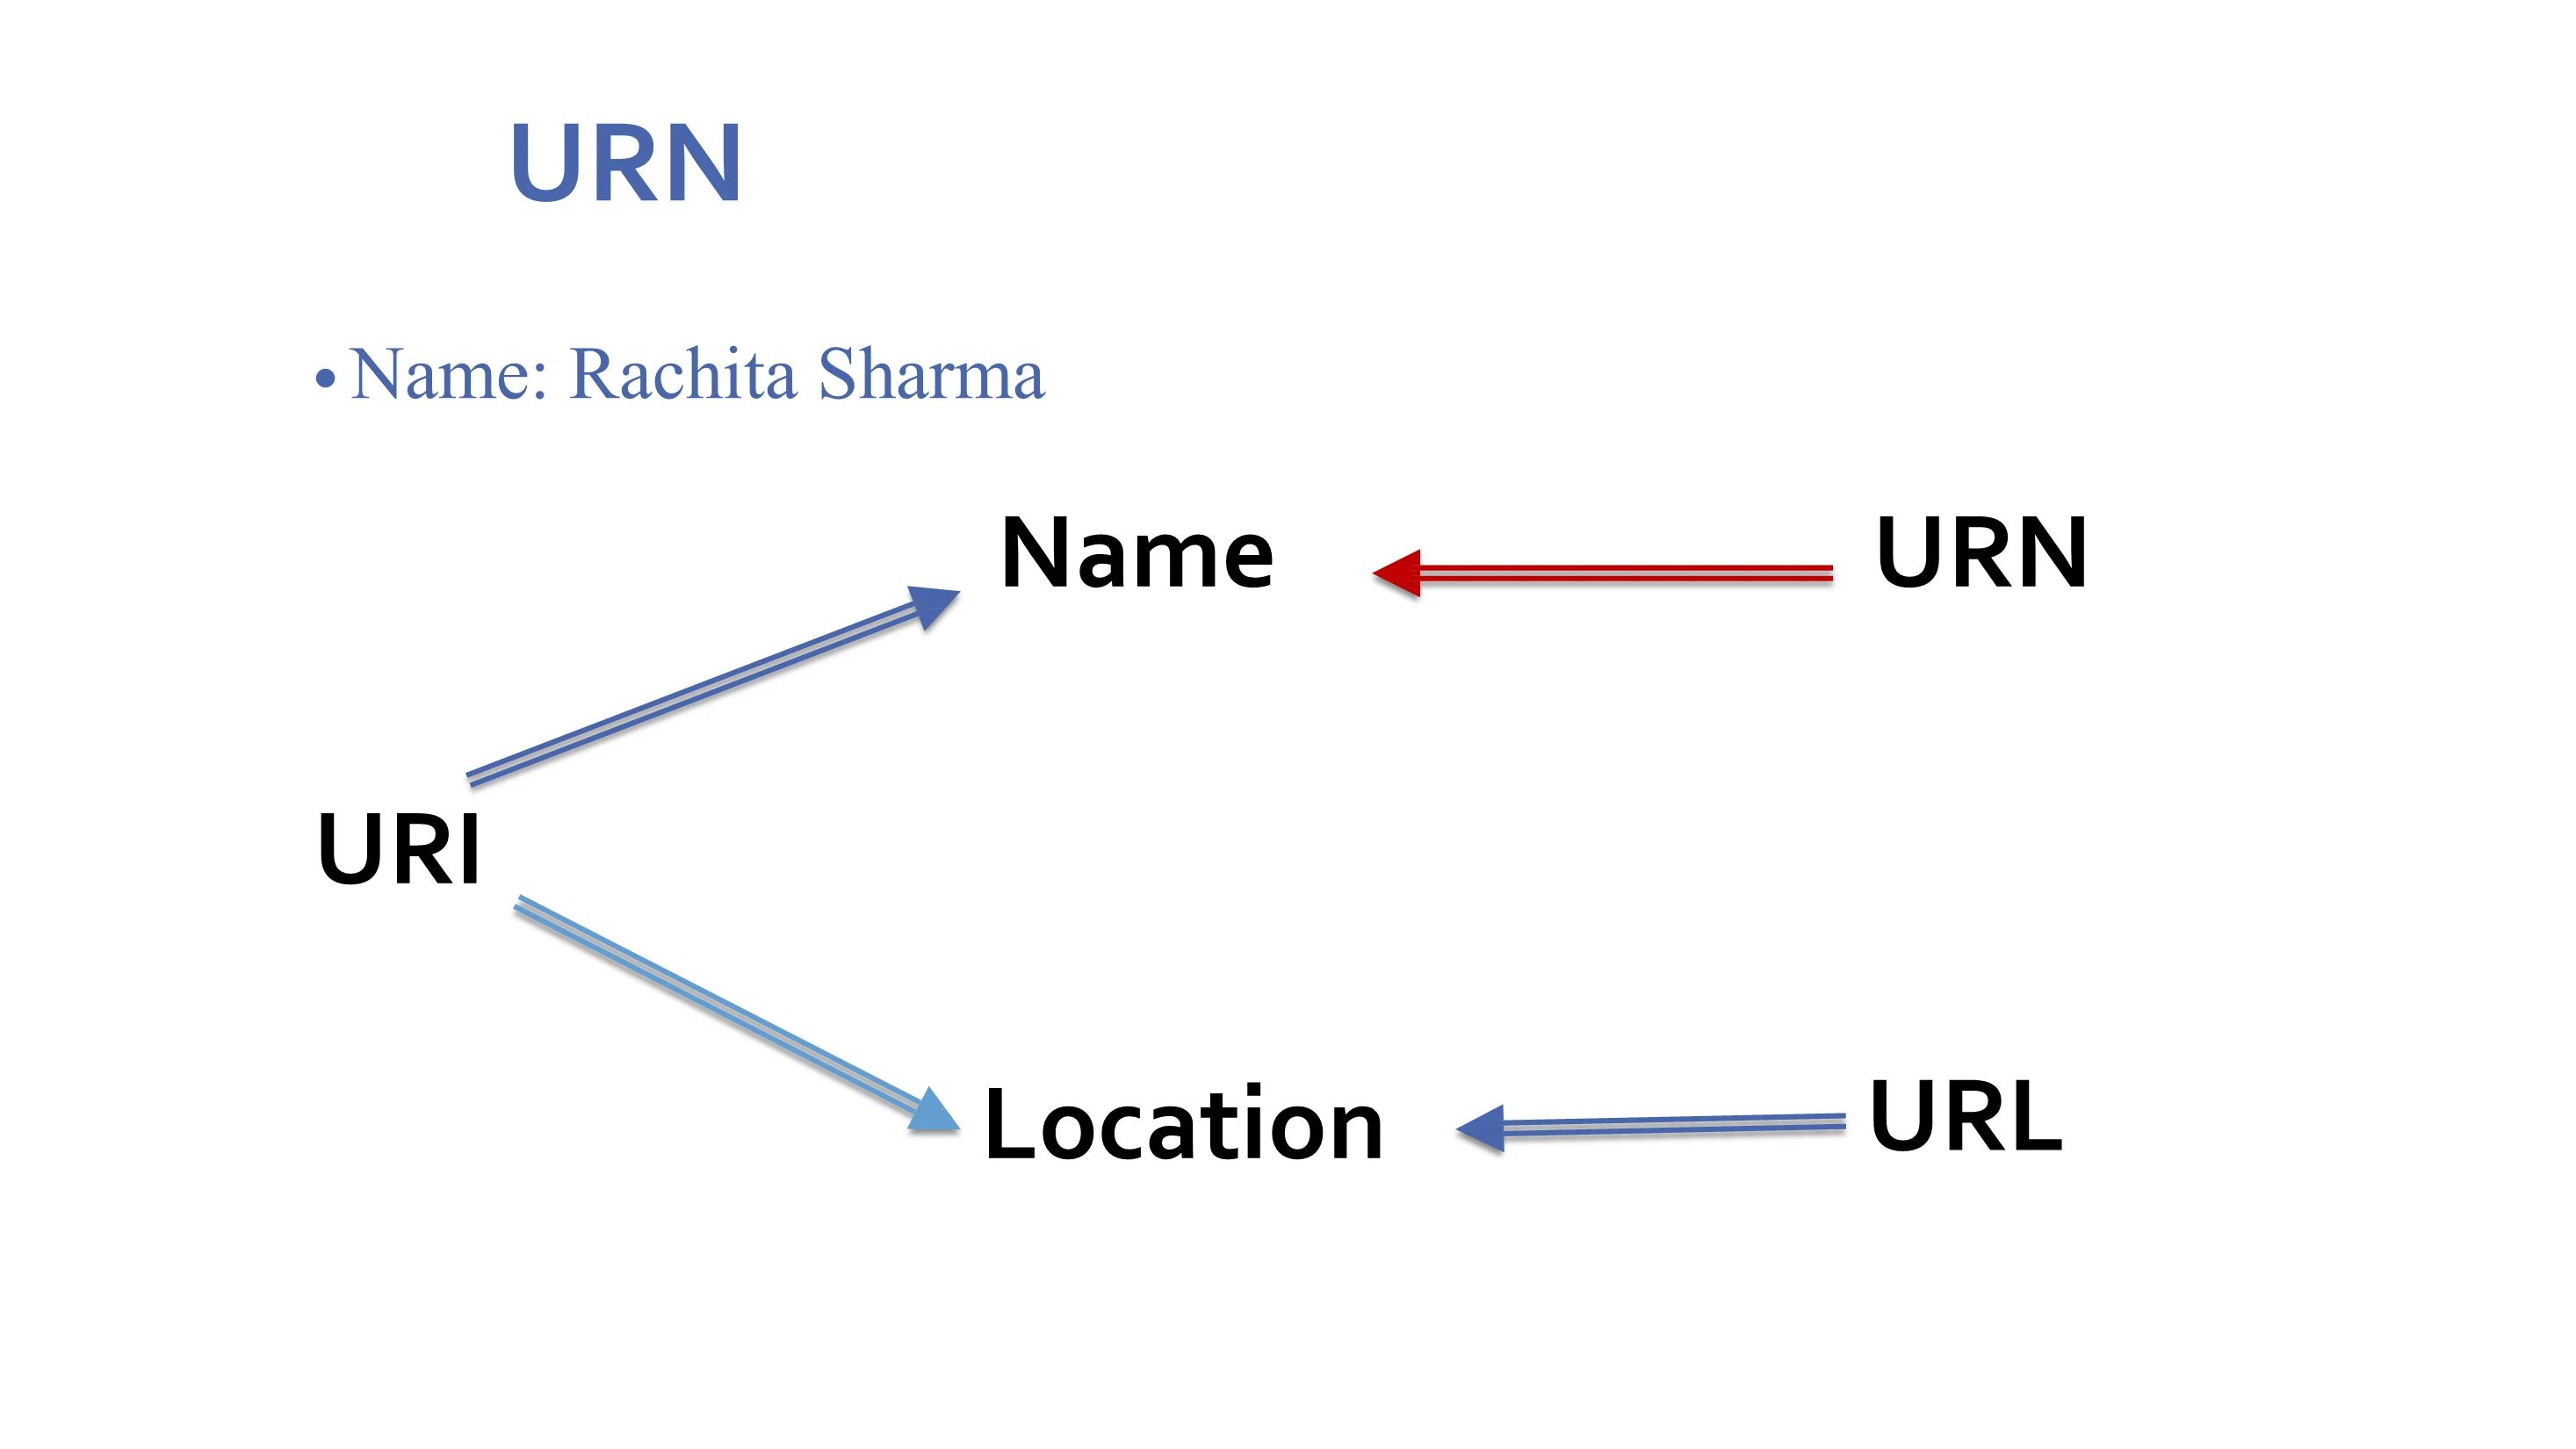 URN
• Name: Rachita Sharma
Name
URN
URI
Location
URL